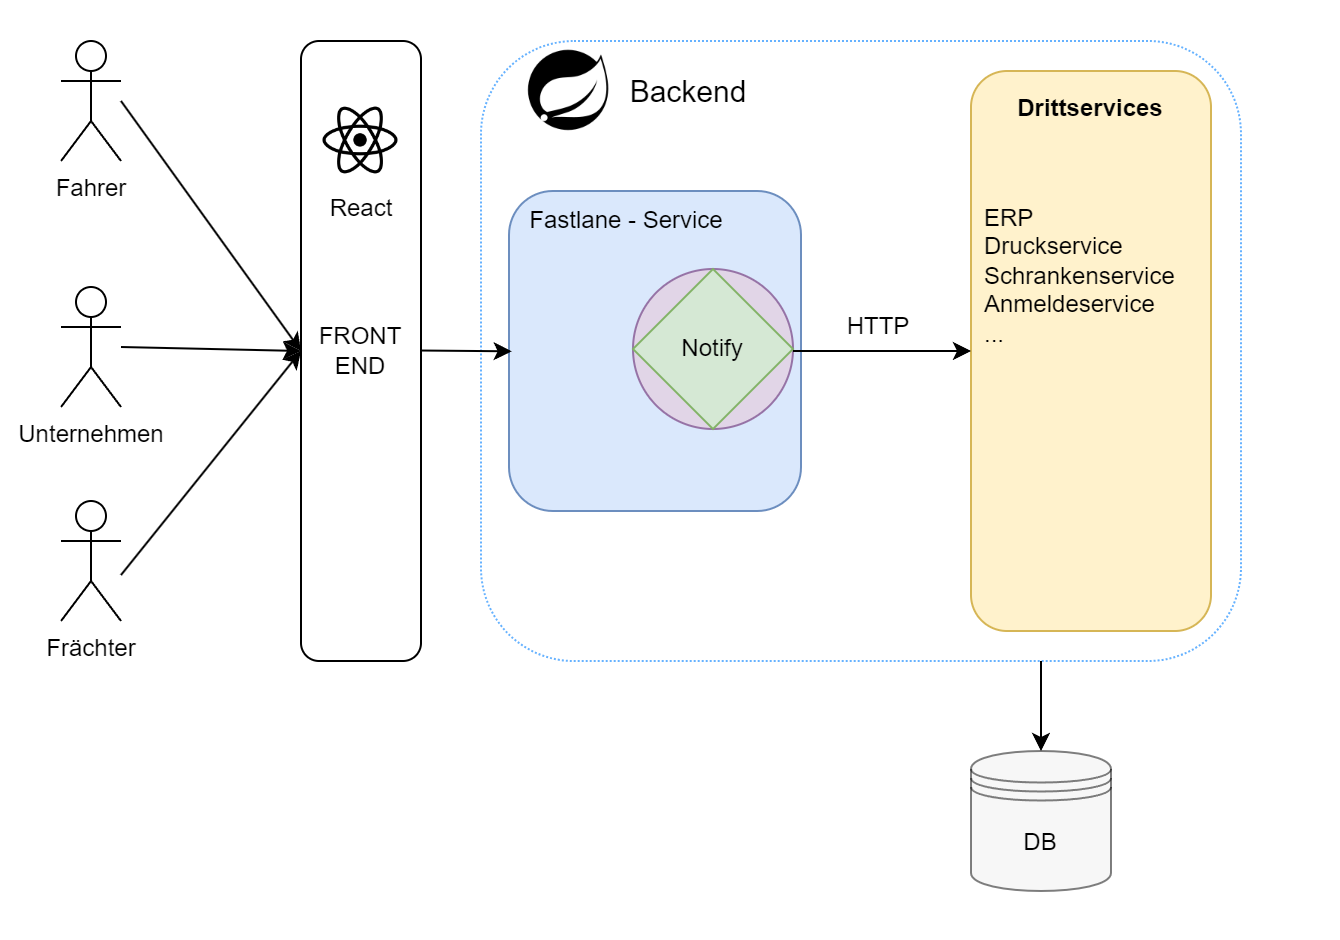 Fahrer
Unternehmen
Frächter
React
FRONT
END
Backend
Fastlane - Service
Notify
HTTP
Drittservices
ERP
Druckservice
Schrankenservice
Anmeldeservice
...
DB